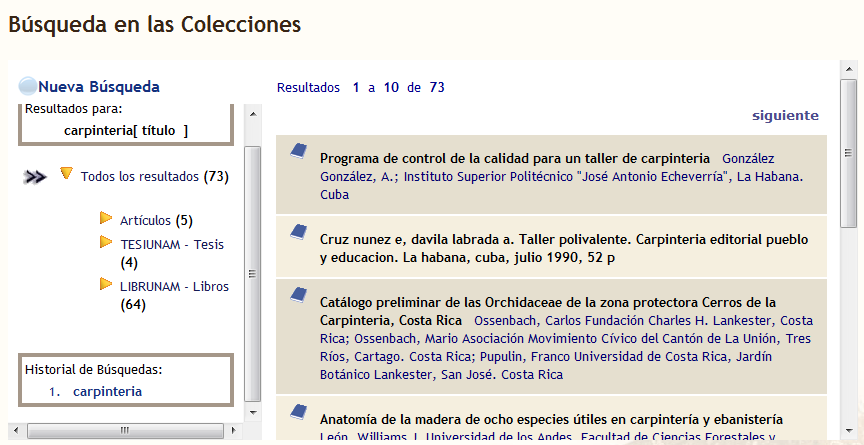 Búsqueda en las Colecciones
Nueva Búsqueda
Resultados para:
carpinteria[ título ]
Todos los resultados (73)
Artículos (5)
TESIUNAM - Tesis
(4)
LIBRUNAM - Libros
(64)
Historial de Búsquedas:
1. carpinteria
Resultados 1 a 10 de 73
siguiente
Programa de control de la calidad para un taller de carpinteria González
González, A.; Instituto Superior Politécnico "José Antonio Echeverría", La Habana.
Cuba
Cruz nunez e, davila labrada a. Taller polivalente. Carpinteria editorial pueblo
y educacion. La habana, cuba, julio 1990, 52 p
Catálogo preliminar de las Orchidaceae de la zona protectora Cerros de la
Carpinteria, Costa Rica Ossenbach, Carlos Fundación Charles H. Lankester, Costa
Rica; Ossenbach, Mario Asociación Movimiento Cívico del Cantón de La Unión, Tres
Ríos, Cartago. Costa Rica; Pupulin, Franco Universidad de Costa Rica, Jardín
Botánico Lankester, San José. Costa Rica
Anatomía de la madera de ocho especies útiles en carpintería y ebanistería
León, Williams J. Universidad de los Andes, Facultad de Ciencias Forestales y